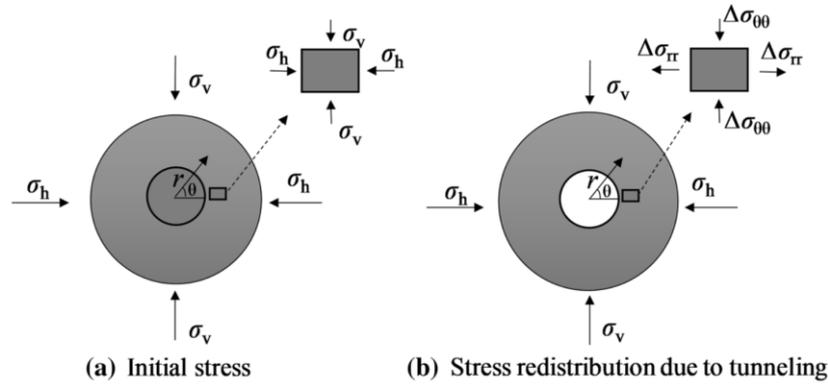 σv
σh σh
σv
σv
r
θ
σh σh
σv
(a) Initial stress
Δσθθ
Δσrr Δσrr
Δσθθ
σv
r
θ
σh σh
σv
(b) Stress redistribution due to tunneling